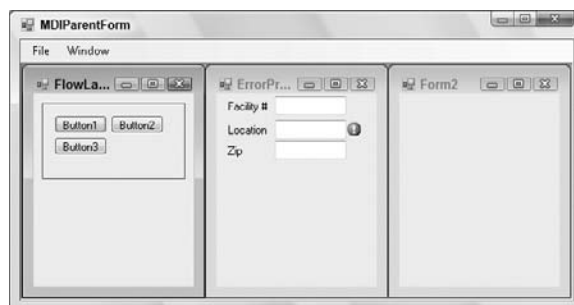 MDIParentForm
File Window
FlowLa... ErrorPr... Form2
Button1 Button2
Button3
Facility #
Location
Zip